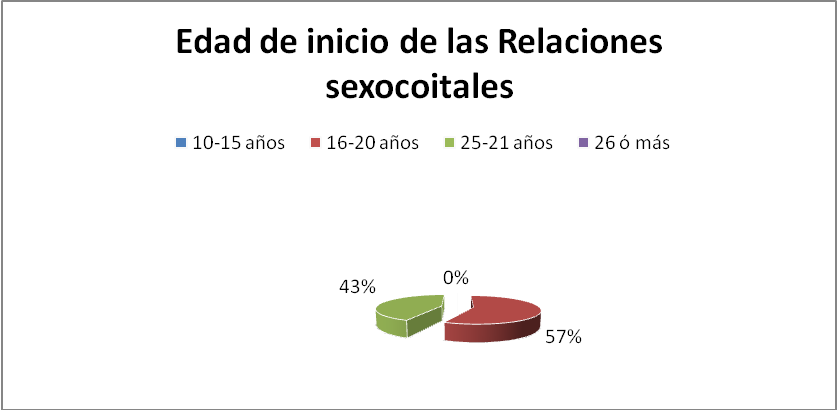 Edad de inicio de las Relaciones
sexocoitales
10-15 años 16-20 años 25-21 años 26 ó más
0%
43%
57%